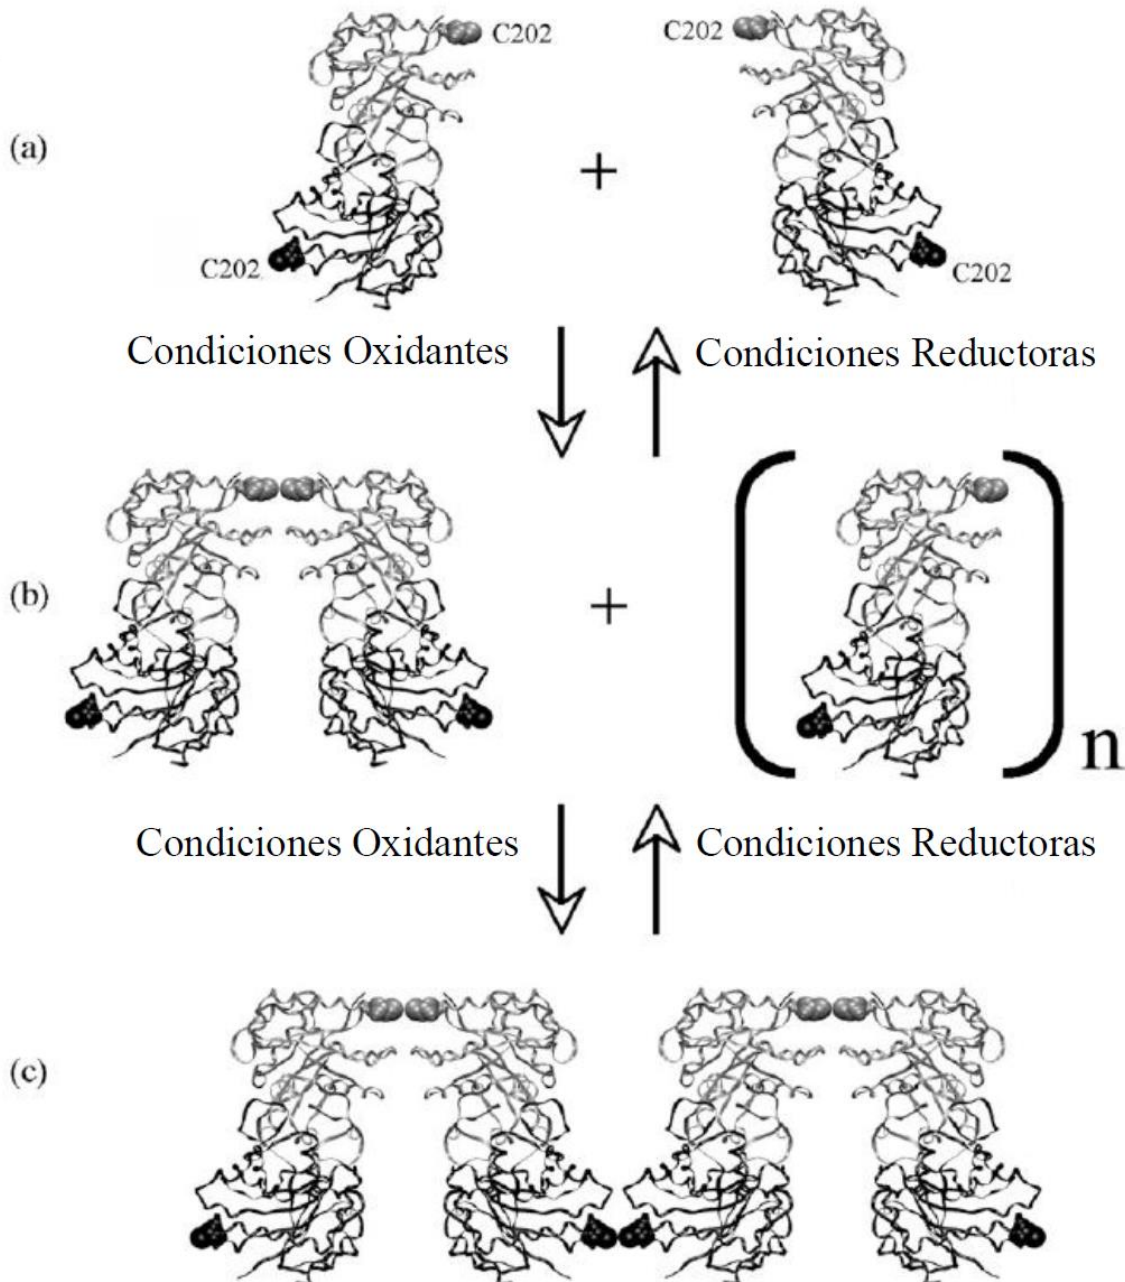 C202 C202
(a)
+
C202 C202
Condiciones Oxidantes Condiciones Reductoras
(b)
+
n
Condiciones Oxidantes Condiciones Reductoras
(c)